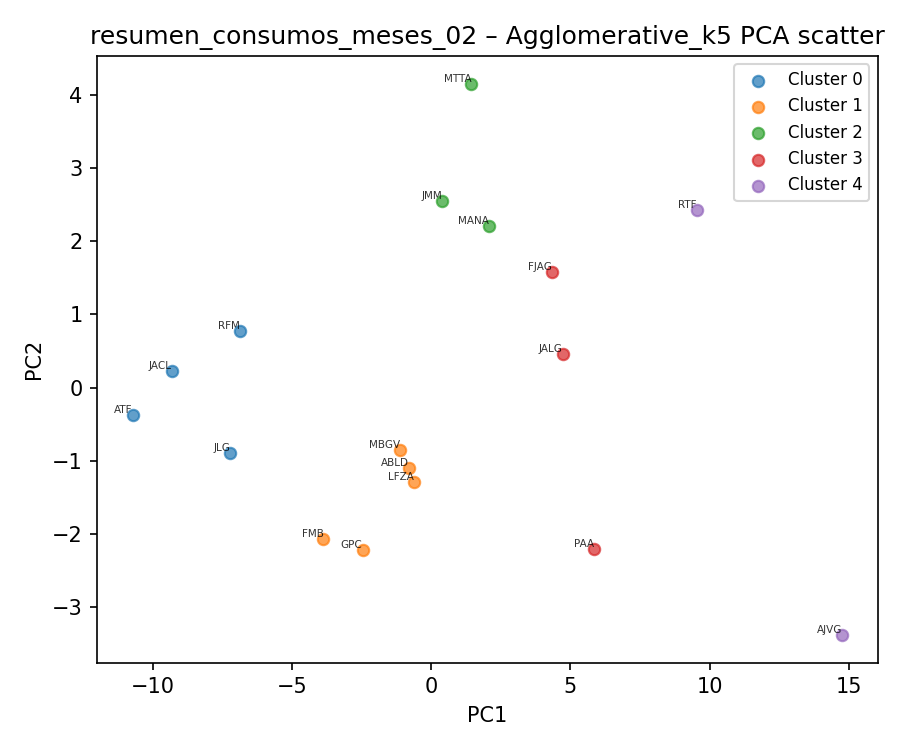 resumen_consumos_meses_02 – Agglomerative_k5 PCA scatter
Cluster 0
Cluster 1
Cluster 2
Cluster 3
Cluster 4
MTTA
JMM
MANA
RTF
FJAG
JALG
RFM
JACL
ATF
JLG
MBGV
ABLD
LFZA
FMB
GPC
PAA
AJVG
4
3
2
1
0
−1
−2
−3
PC2
−10
−5
0
5
10
15
PC1